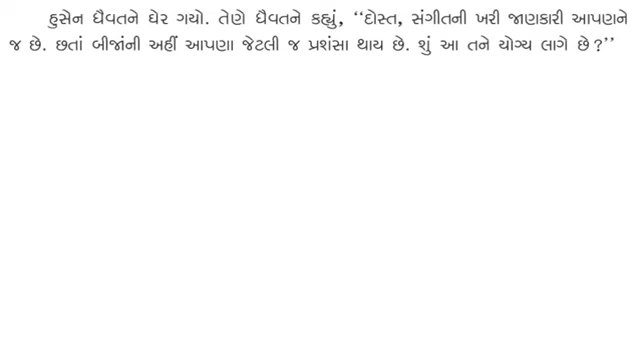 હુસેન ધૈવતને ઘેર ગયો. તેણે ધૈવતને કહ્યું, ‘‘દોસ્ત, સંગીતની ખરી જાણકારી આપણને
જ છે. છતાં બીજાંની અહીં આપણા જેટલી જ પ્રશંસા થાય છે. શું આ તને યોગ્ય લાગે છે ?’’